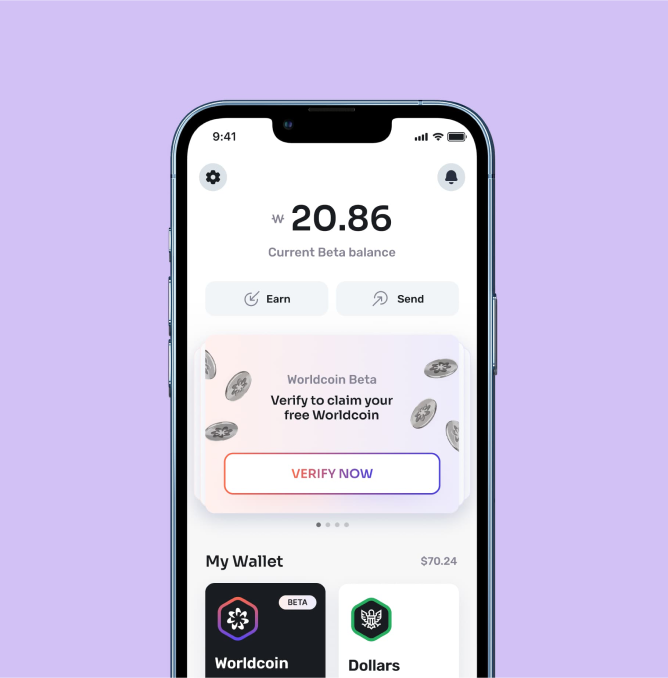 9:41
₩ 20.86
Current Beta balance
Earn
Send
Worldcoin Beta
Verify to claim your
free Worldcoin
VERIFY NOW
My Wallet
$70.24
BETA
Worldcoin
Dollars